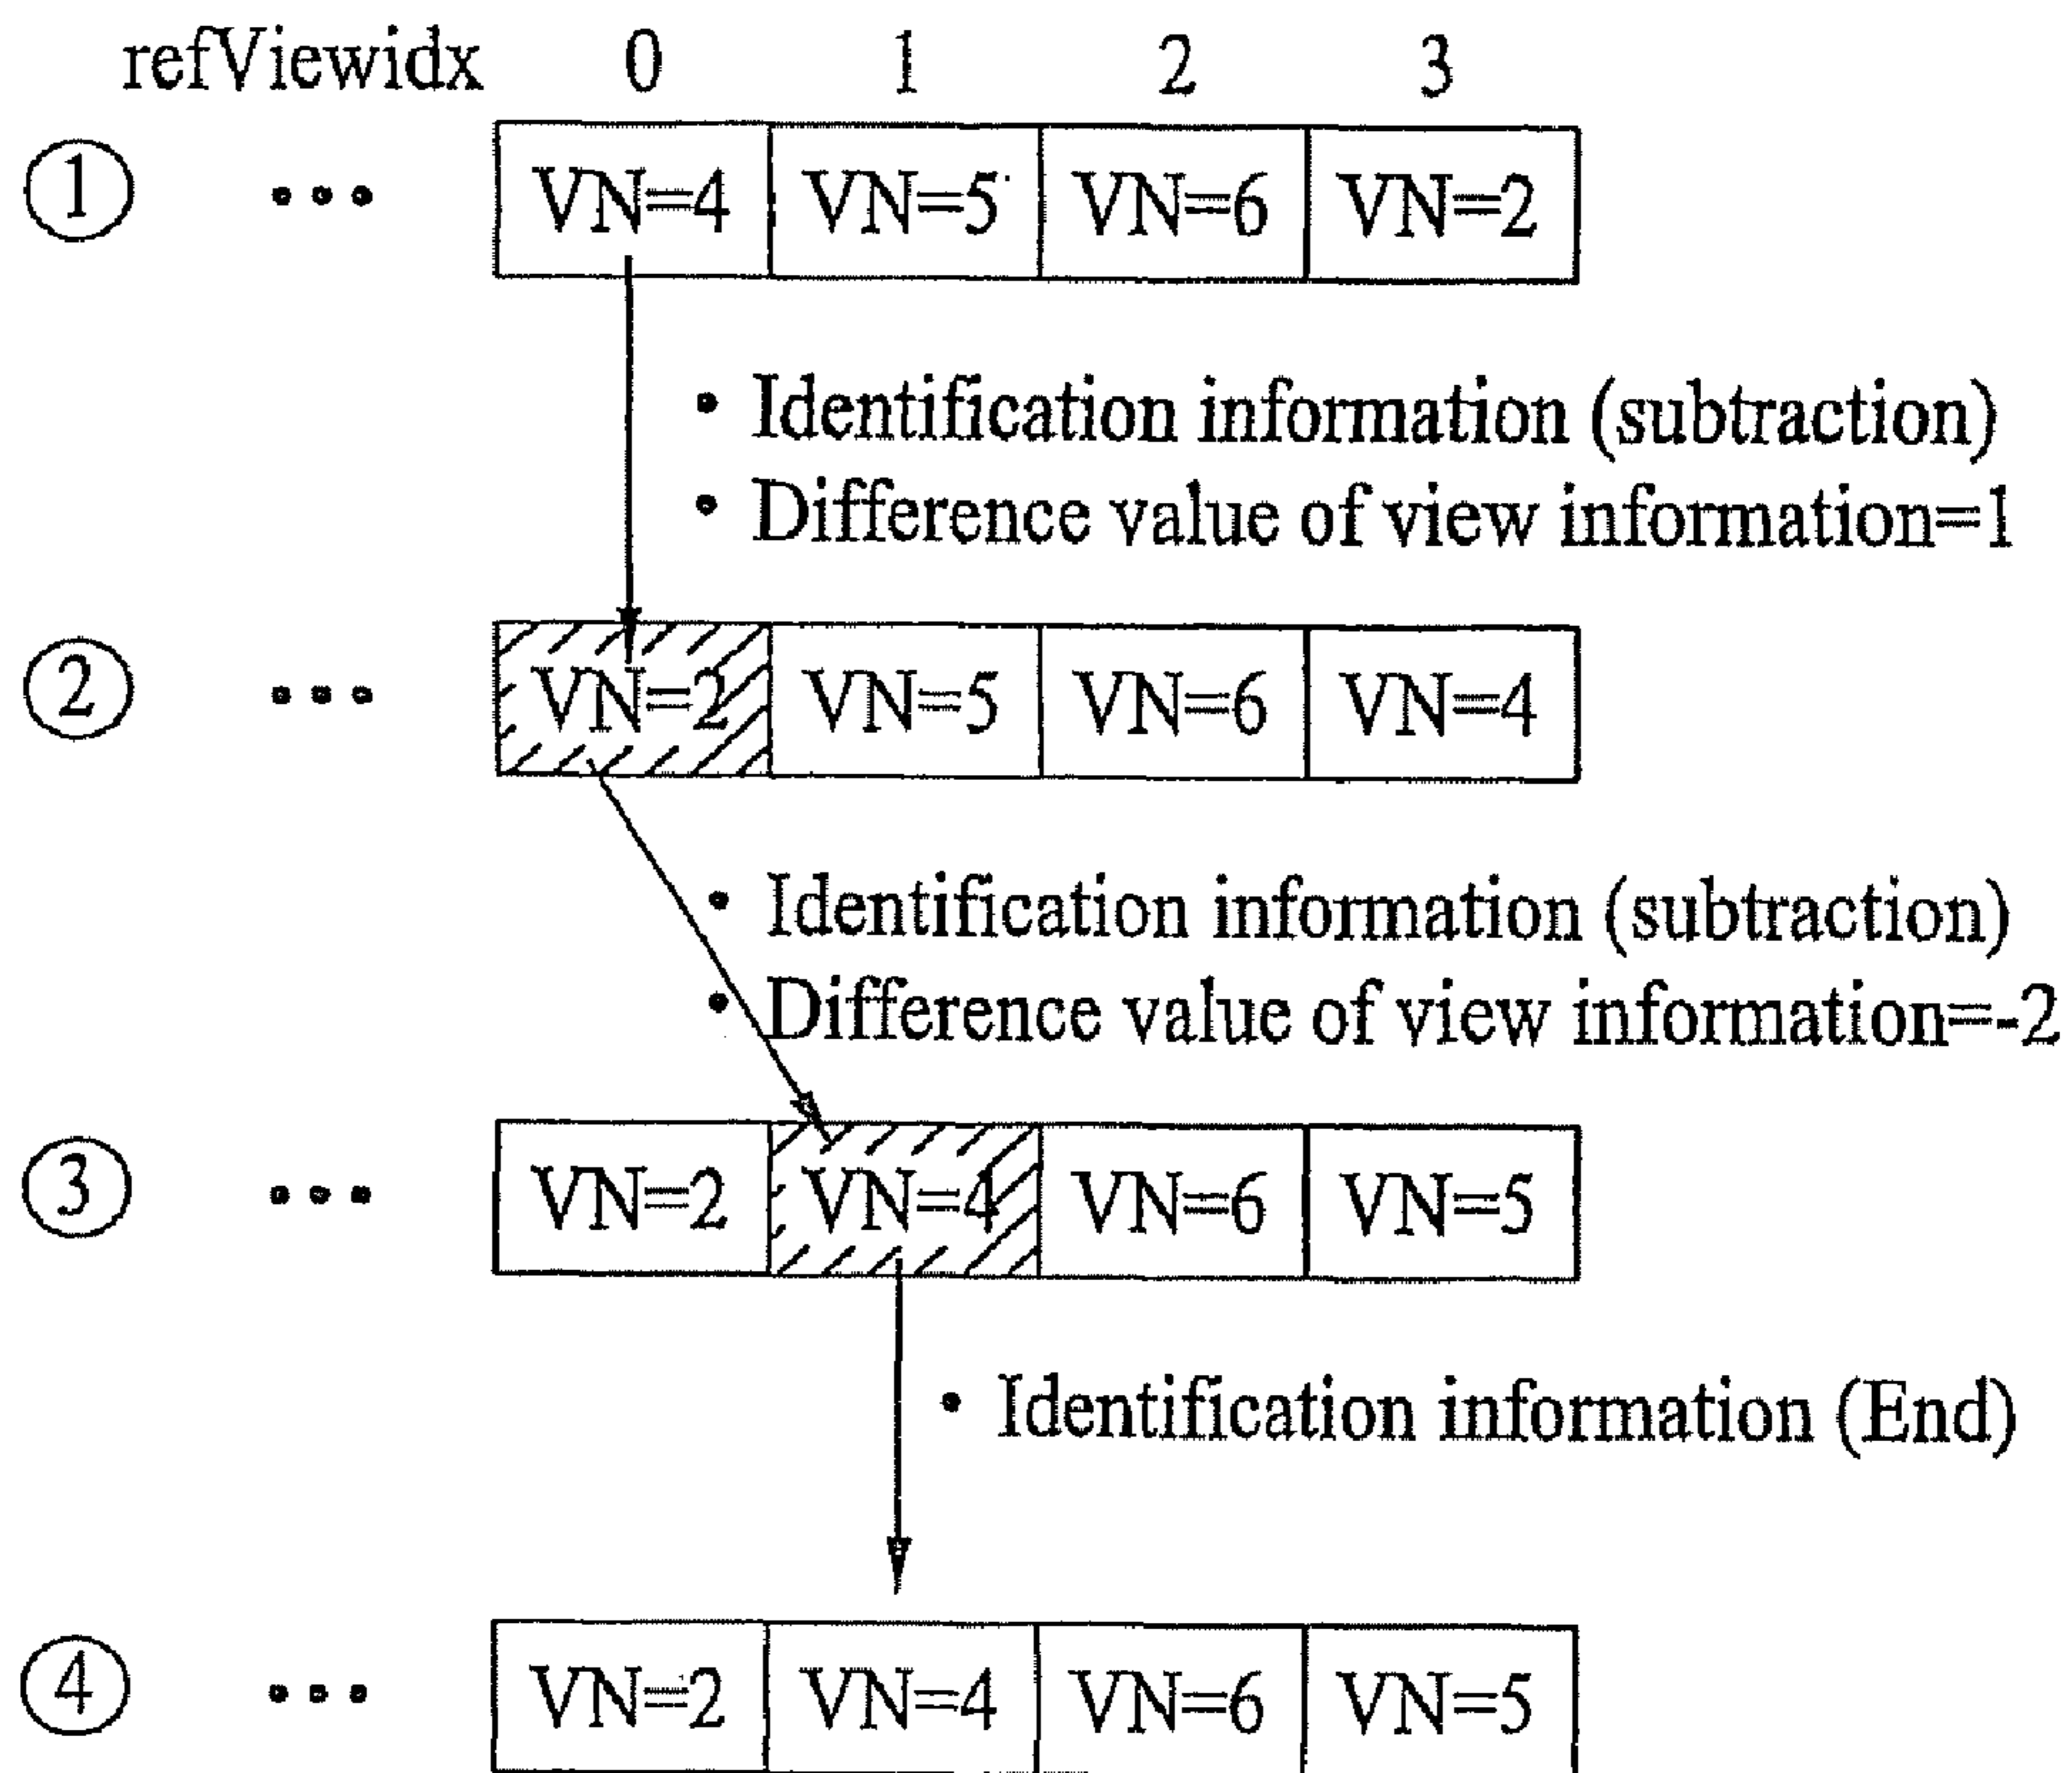 refViewidx 0 1 2 3
① ••• VN=4 VN=5 VN=6 VN=2
• Identification information (subtraction)
• Difference value of view information=1
② ••• VN=2 VN=5 VN=6 VN=4
• Identification information (subtraction)
• Difference value of view information=-2
③ ••• VN=2 VN=4 VN=6 VN=5
• Identification information (End)
④ ••• VN=2 VN=4 VN=6 VN=5